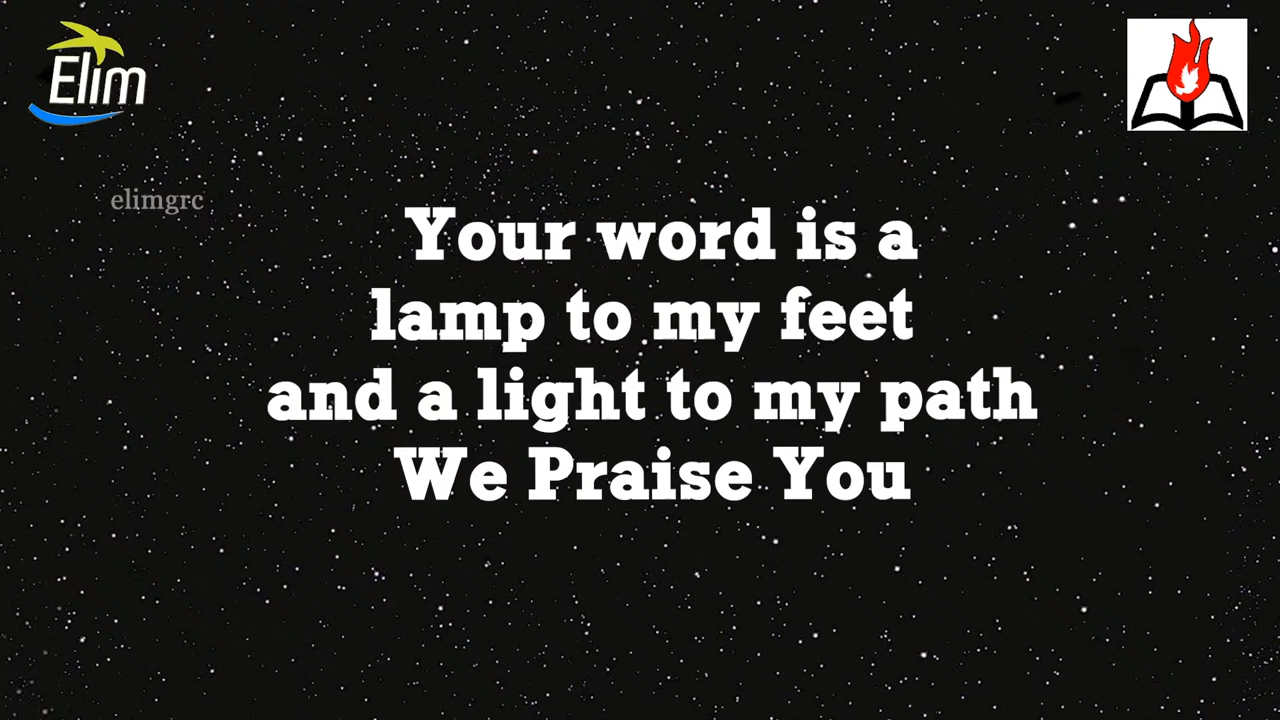 Elim
elimgrc
Your word is a
lamp to my feet
and a light to my path
We Praise You